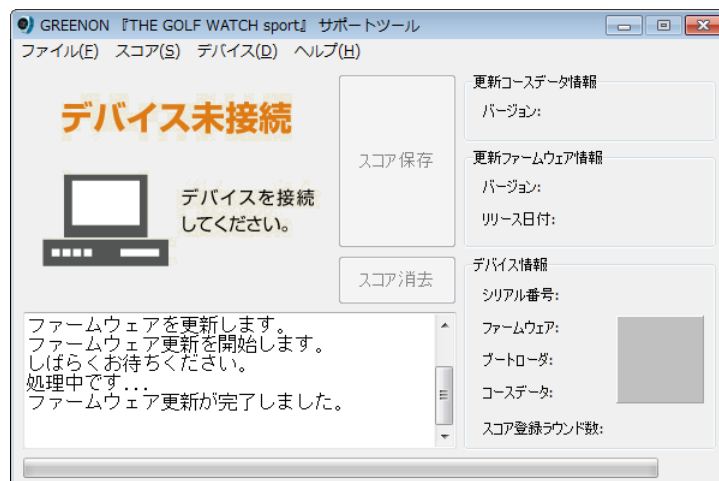 GREENON 『THE GOLF WATCH sport』 サポートツール
ファイル(F) スコア(S) デバイス(D) ヘルプ(H)
デバイス未接続
デバイスを接続
してください。
スコア保存
スコア消去
更新コースデータ情報
バージョン:
更新ファームウェア情報
バージョン:
リリース日付:
デバイス情報
シリアル番号:
ファームウェア:
ブートローダ:
コースデータ:
スコア登録ラウンド数:
ファームウェアを更新します。
ファームウェア更新を開始します。
しばらくお待ちください。
処理中です...
ファームウェア更新が完了しました。